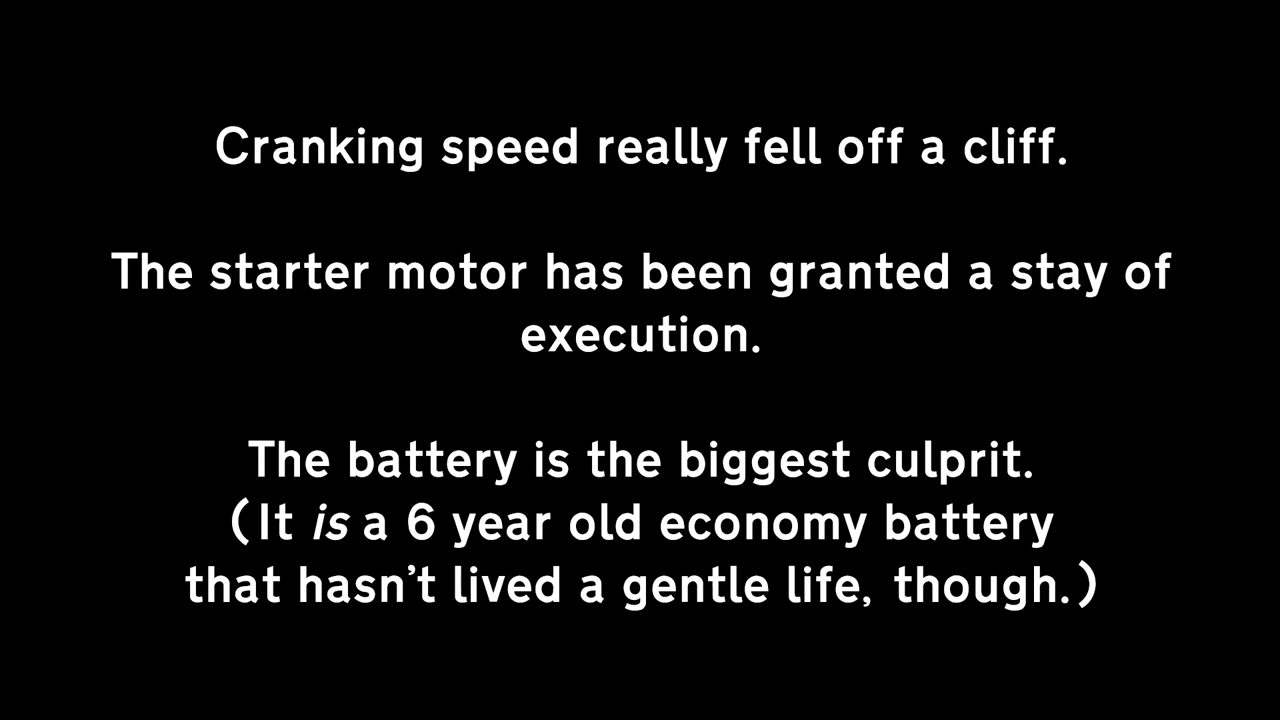 Cranking speed really fell off a cliff.
The starter motor has been granted a stay of
execution.
The battery is the biggest culprit.
(It is a 6 year old economy battery
that hasn’t lived a gentle life, though.)